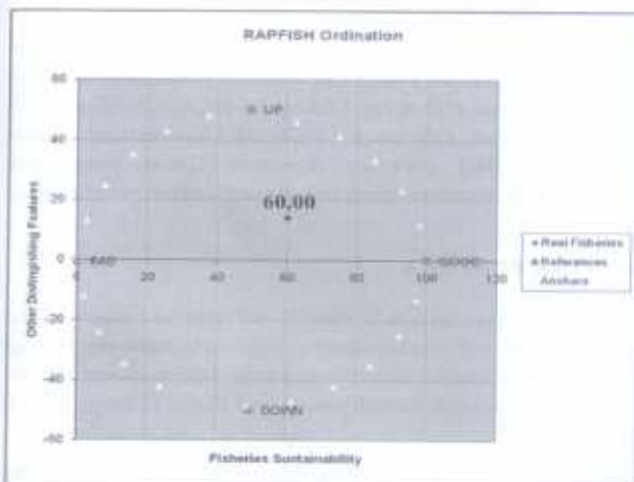 RAPFISH Ordination
60
UP
40
20
60,00
0
BAD
20
40
60
80
GOOD
100
120
-20
-40
DOWN
-60
Other Distingishing Features
Real Fisheries
References
Anchors
Fisheries Sustainability